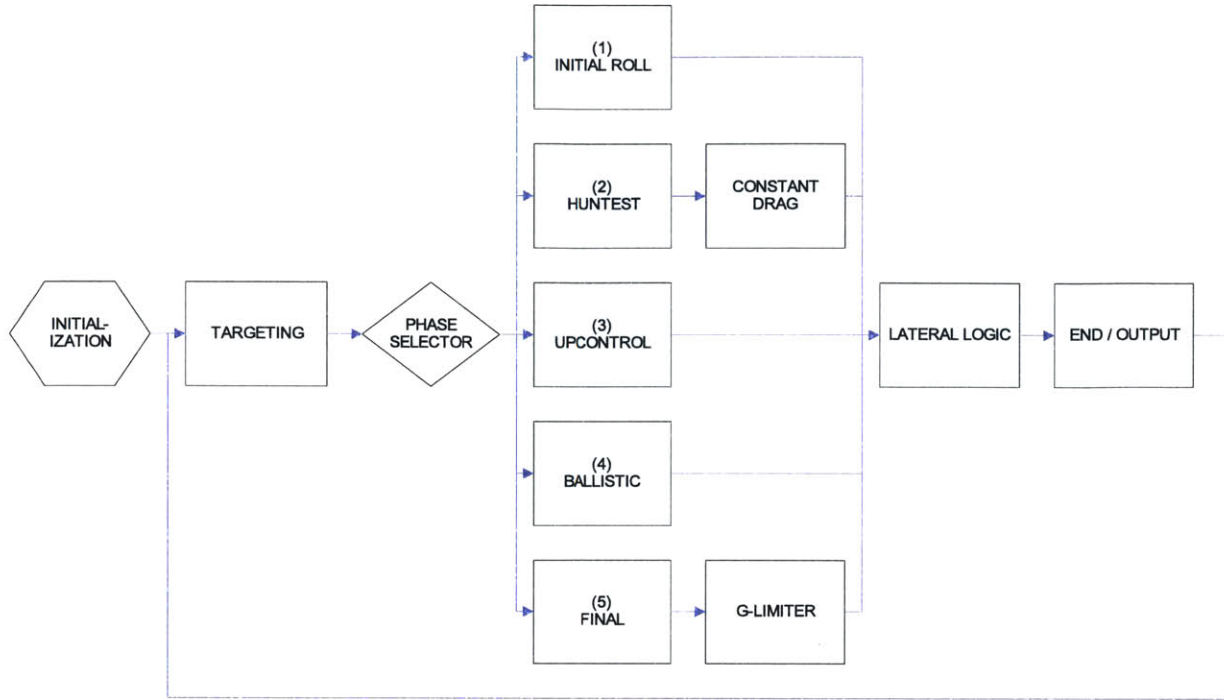 (1)
INITIAL ROLL
(2)
HUNTEST
CONSTANT
DRAG
INITIAL-
IZATION
TARGETING
PHASE
SELECTOR
(3)
UPCONTROL
LATERAL LOGIC
END / OUTPUT
(4)
BALLISTIC
(5)
FINAL
G-LIMITER